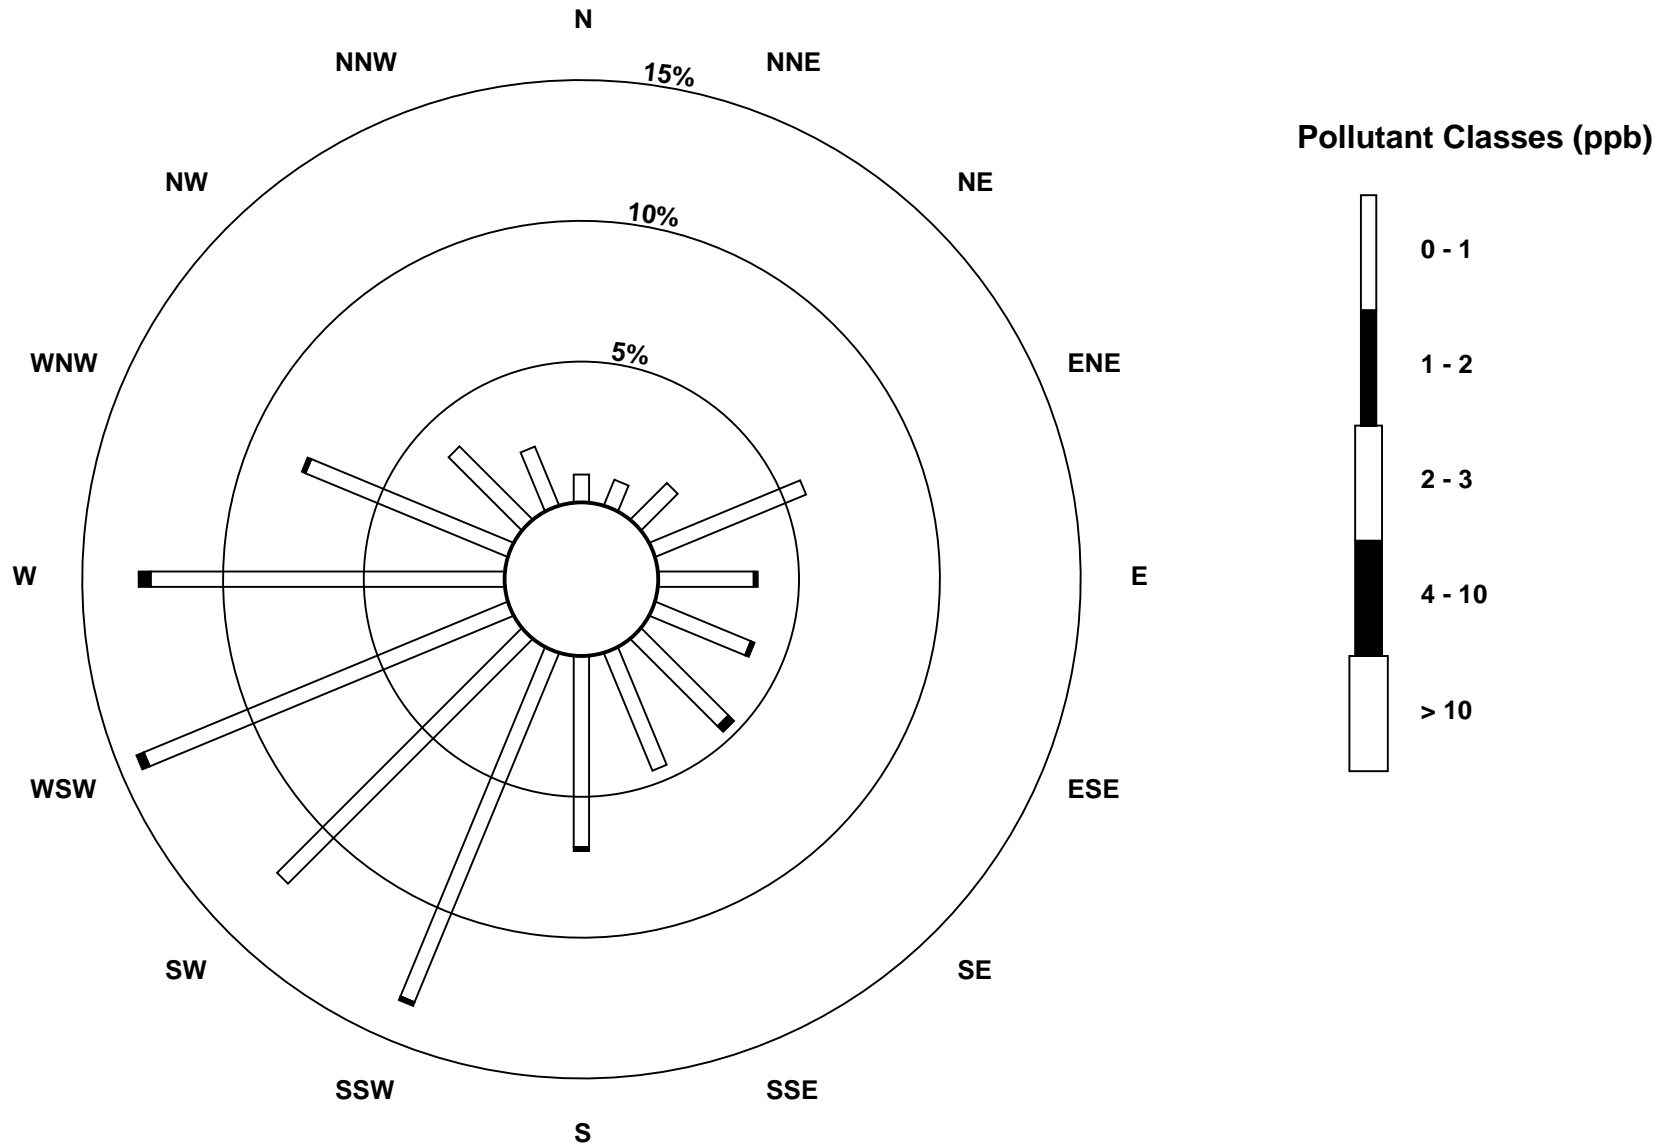 N
NNW
NNE
15%
Pollutant Classes (ppb)
NW
NE
10%
0 - 1
5%
WNW
ENE
1 - 2
2 - 3
W
E
4 - 10
> 10
WSW
ESE
SW
SE
SSW
SSE
S